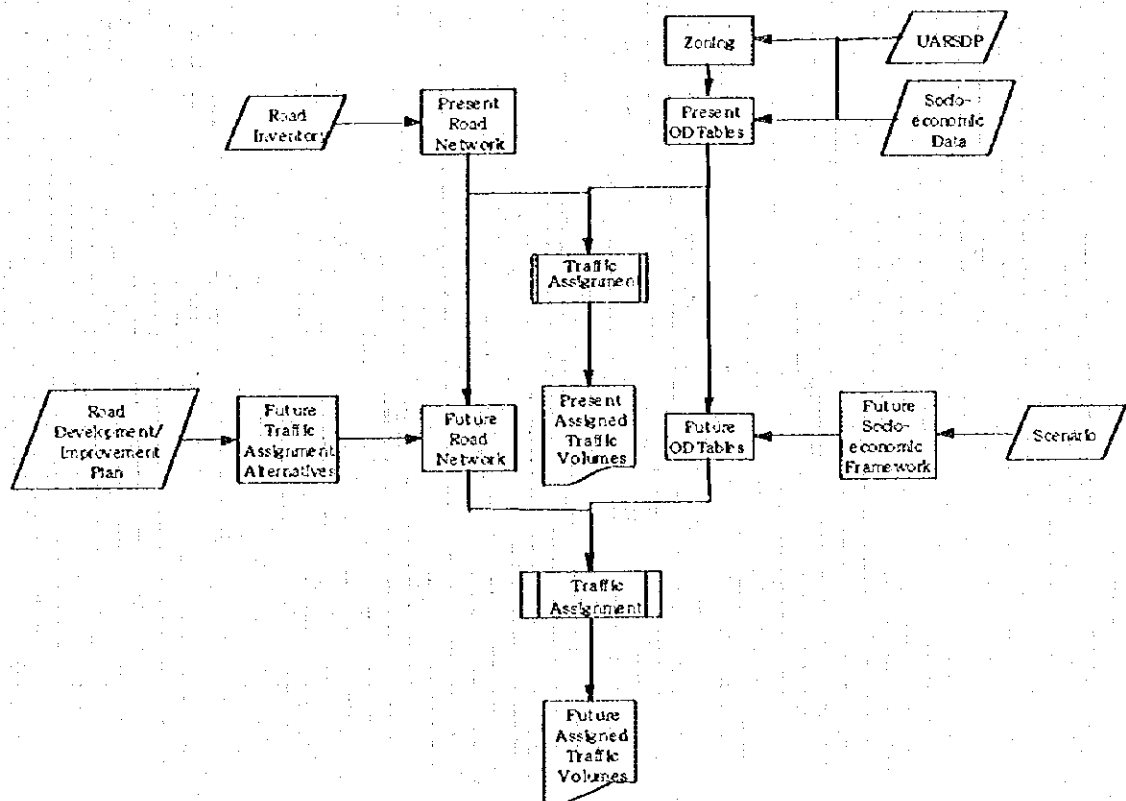 Zoning
UARSDP
Road
Inventory
Present
Road
Network
Present
OD Tables
Socio-
economic
Data
Traffic
Assignment
Road
Development/
Improvement
Plan
Future
Traffic
Assignment
Alternatives
Future
Road
Network
Present
Assigned
Traffic
Volumes
Future
OD Tables
Future
Socio-
economic
Framework
Scenario
Traffic
Assignment
Future
Assigned
Traffic
Volumes